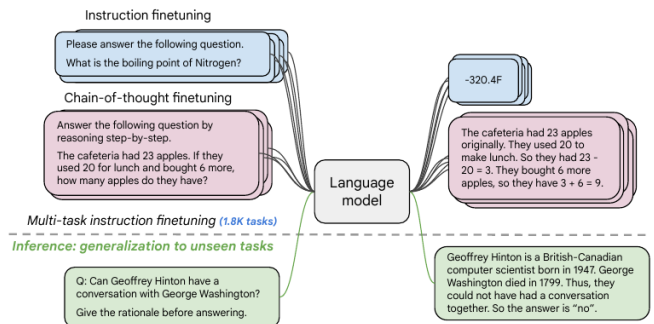 Instruction finetuning
Please answer the following question.
What is the boiling point of Nitrogen?
-320.4F
Chain-of-thought finetuning
Answer the following question by
reasoning step-by-step.
The cafeteria had 23 apples. If they
used 20 for lunch and bought 6 more,
how many apples do they have?
The cafeteria had 23 apples
originally. They used 20 to
make lunch. So they had 23 -
20 = 3. They bought 6 more
apples, so they have 3 + 6 = 9.
Language
model
Multi-task instruction finetuning (1.8K tasks)
Inference: generalization to unseen tasks
Q: Can Geoffrey Hinton have a
conversation with George Washington?
Give the rationale before answering.
Geoffrey Hinton is a British-Canadian
computer scientist born in 1947. George
Washington died in 1799. Thus, they
could not have had a conversation
together. So the answer is “no”.